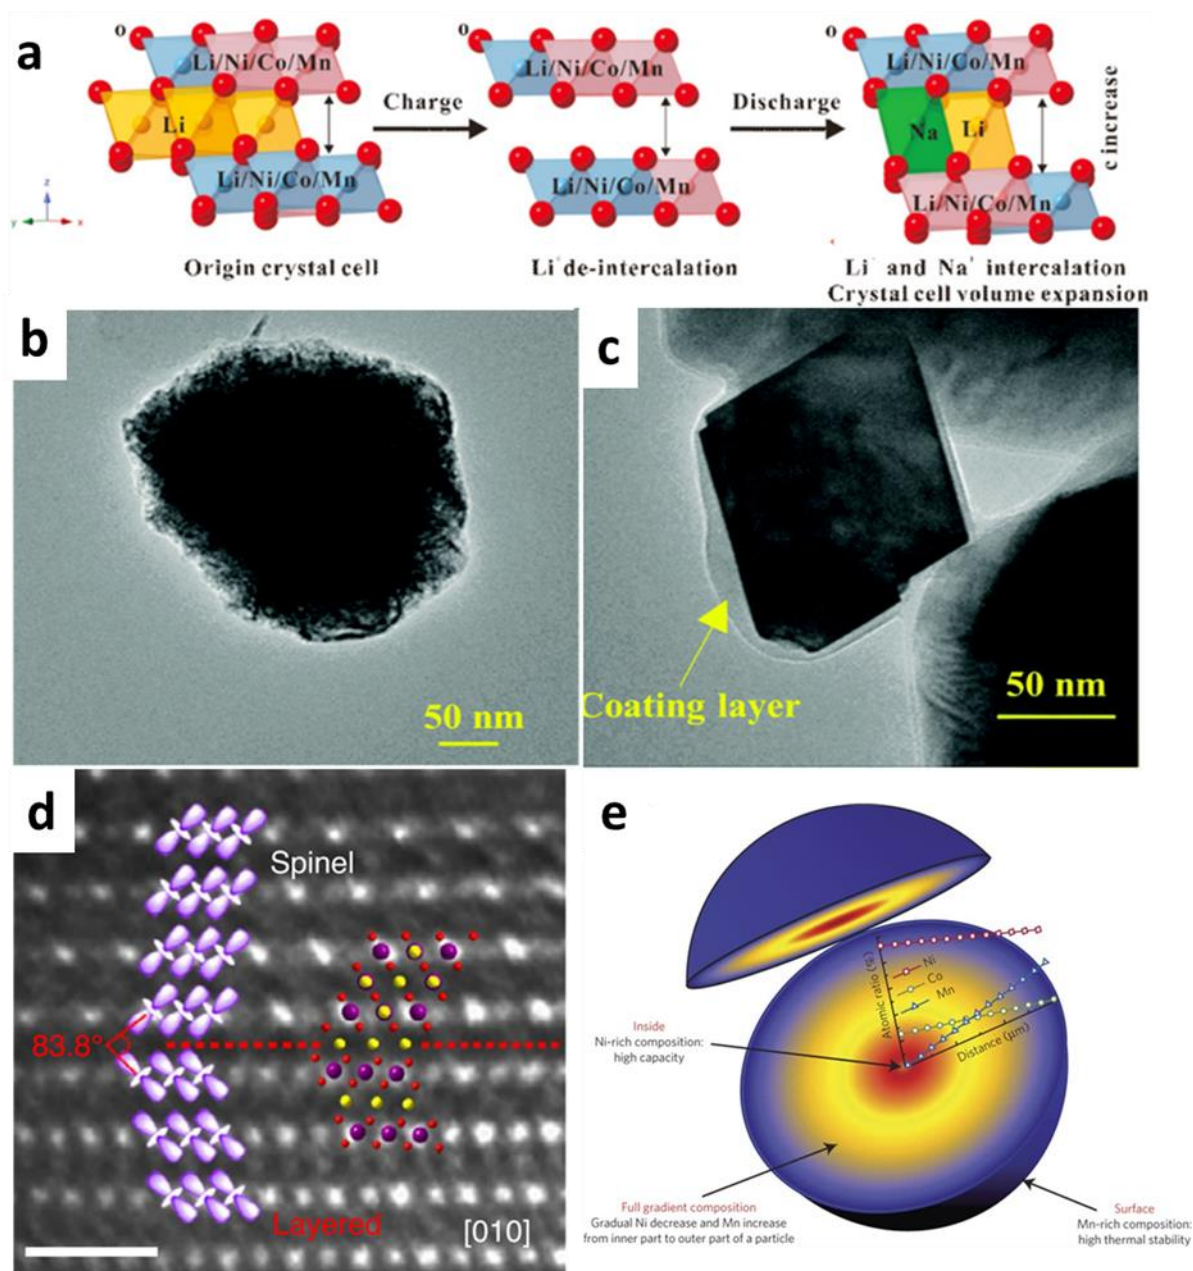 a
o
Li/Ni/Co/Mn
Li
Li/Ni/Co/Mn
z
y
x
Origin crystal cell
Charge
o
Li/Ni/Co/Mn
Li/Ni/Co/Mn
Li⁺de-intercalation
Discharge
o
Li/Ni/Co/Mn
Na
Li
Li/Ni/Co/Mn
c increase
Li⁺ and Na⁺ intercalation
Crystal cell volume expansion
b
50 nm
c
Coating layer
50 nm
d
Spinel
83.8°
Layered
[010]
e
Atomic ratio (%)
Ni
Co
Mn
Distance (μm)
Inside
Ni-rich composition:
high capacity
Full gradient composition
Gradual Ni decrease and Mn increase
from inner part to outer part of a particle
Surface
Mn-rich composition:
high thermal stability